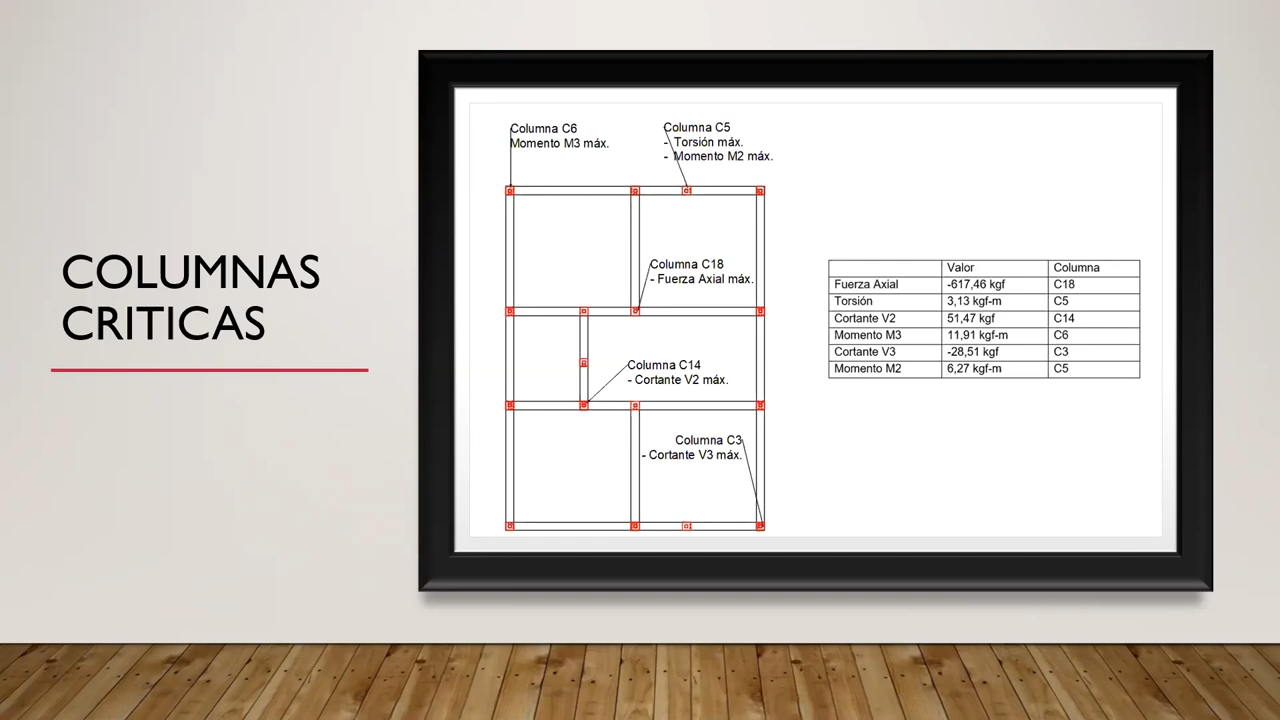 COLUMNAS
CRITICAS
Columna C6
Momento M3 máx.
Columna C5
- Torsión máx.
- Momento M2 máx.
Columna C18
- Fuerza Axial máx.
Columna C14
- Cortante V2 máx.
Columna C3
- Cortante V3 máx.
Valor Columna
Fuerza Axial -617,46 kgf C18
Torsión 3,13 kgf-m C5
Cortante V2 51,47 kgf C14
Momento M3 11,91 kgf-m C6
Cortante V3 -28,51 kgf C3
Momento M2 6,27 kgf-m C5